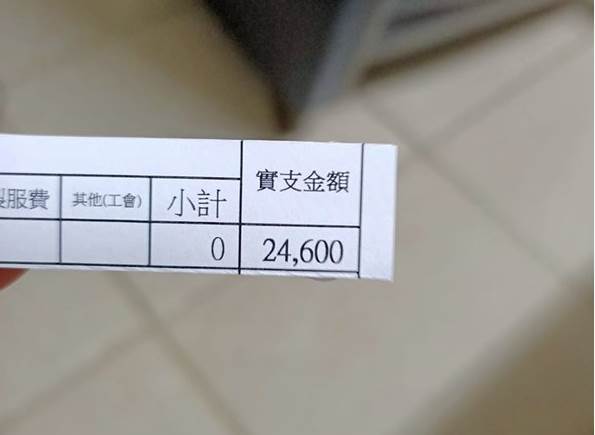 實支金額
服費 其他(工會) 小計
0 24,600